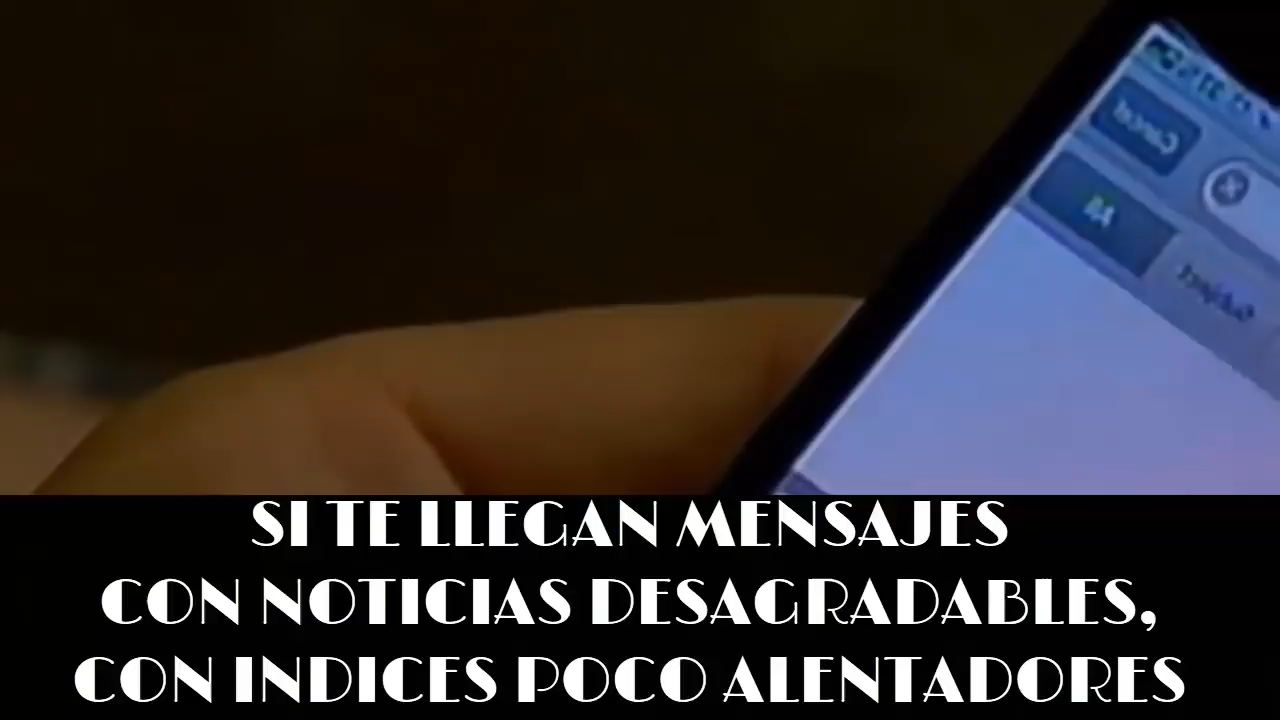 SI TE LLEGAN MENSAJES
CON NOTICIAS DESAGRADABLES,
CON INDICES POCO ALENTADORES